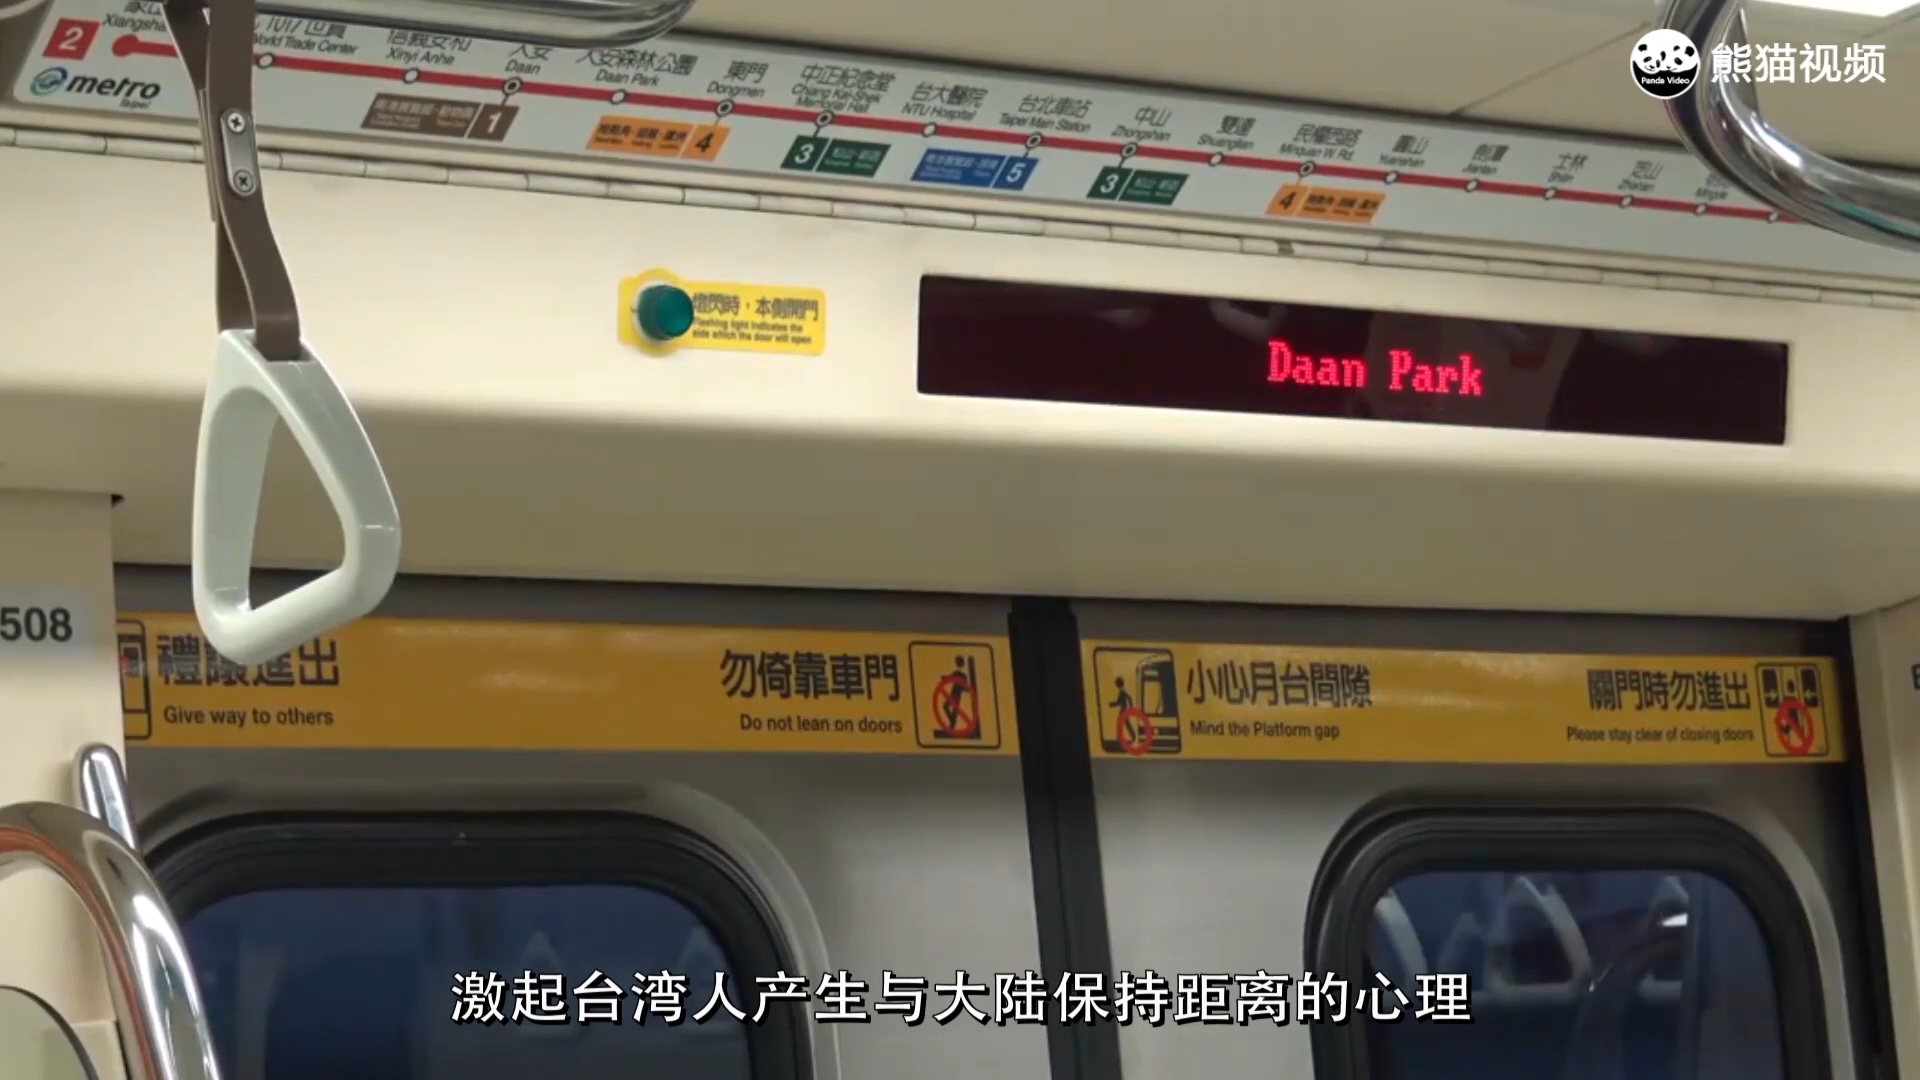 2
Xiangshan
World Trade Center
信義安和
Xinyi Anhe
大安
Daan
大安森林公園
Daan Park
東門
Dongmen
中正紀念堂
Chang Kai-Shek
Memorial Hall
台大醫院
NTU Hospital
台北車站
Taipei Main Station
中山
Zhongshan
雙連
Shuanglian
民權西路
Minquan W. Rd.
圓山
Yuanshan
劍潭
Jiantan
士林
Shilin
芝山
Zhishan
metro
Taipei
1
4
3
5
3
4
熊猫视频
Panda Video
燈閃時，本側開門
Flashing light indicates the
side which the door will open
Daan Park
508
禮讓進出
Give way to others
勿倚靠車門
Do not lean on doors
小心月台間隙
Mind the Platform gap
關門時勿進出
Please stay clear of closing doors
激起台湾人产生与大陆保持距离的心理